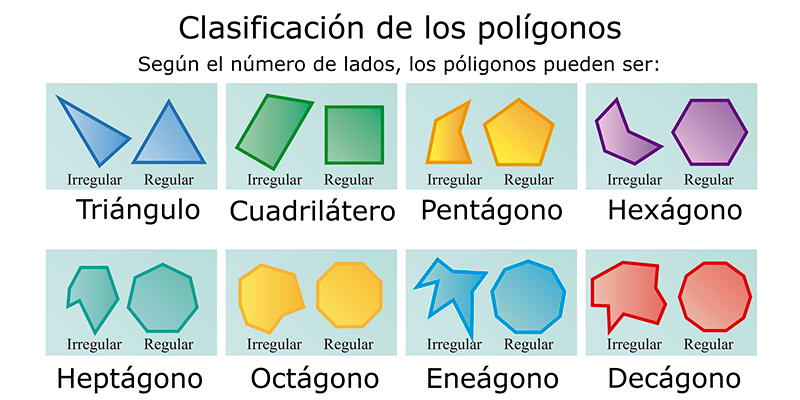 Clasificación de los polígonos
Según el número de lados, los póligonos pueden ser:
Irregular Regular Irregular Regular Irregular Regular Irregular Regular
Triángulo Cuadrilátero Pentágono Hexágono
Irregular Regular Irregular Regular Irregular Regular Irregular Regular
Heptágono Octágono Eneágono Decágono